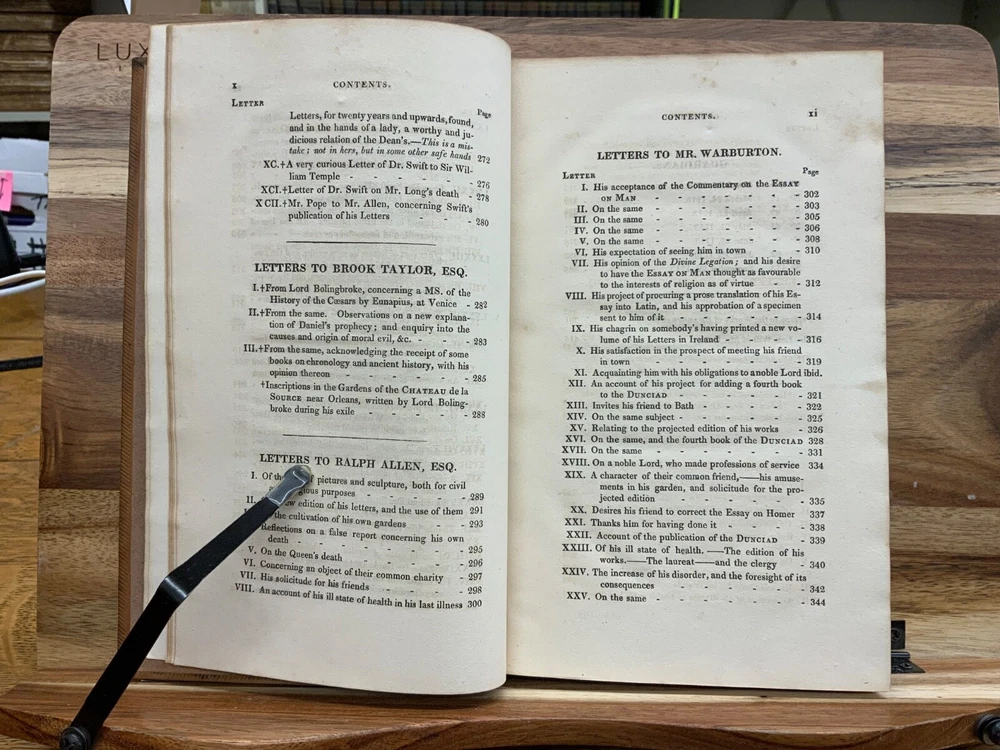 LUX
x
CONTENTS.
LETTER
Page
Letters, for twenty years and upwards, found,
and in the hands of a lady, a worthy and ju-
dicious relation of the Dean's.—This is a mis-
take: not in hers, but in some other safe hands 272
XC.†A very curious Letter of Dr. Swift to Sir Wil-
liam Temple - - - - - - 276
XCI.†Letter of Dr. Swift on Mr. Long's death - 278
XCII.†Mr. Pope to Mr. Allen, concerning Swift's
publication of his Letters - - - 280
LETTERS TO BROOK TAYLOR, ESQ.
I.†From Lord Bolingbroke, concerning a MS. of the
History of the Cæsars by Eunapius, at Venice - 282
II.†From the same. Observations on a new explana-
tion of Daniel's prophecy; and enquiry into the
causes and origin of moral evil, &c. - - - 283
III.†From the same, acknowledging the receipt of some
books on chronology and ancient history, with his
opinion thereon - - - - - - 285
†Inscriptions in the Gardens of the CHATEAU de la
SOURCE near Orleans, written by Lord Boling-
broke during his exile - - - - - 288
LETTERS TO RALPH ALLEN, ESQ.
I. Of pictures and sculpture, both for civil
purposes - - - - - 289
II. edition of his letters, and the use of them 291
the cultivation of his own gardens - - 293
Reflections on a false report concerning his own
death - - - - - - - 295
V. On the Queen's death - - - - - 296
VI. Concerning an object of their common charity - 297
VII. His solicitude for his friends - - - - 298
VIII. An account of his ill state of health in his last illness 300
CONTENTS.
xi
LETTERS TO MR. WARBURTON.
LETTER
Page
I. His acceptance of the Commentary on the ESSAY
ON MAN - - - - - - - 302
II. On the same - - - - - - - 303
III. On the same - - - - - - - 305
IV. On the same - - - - - - - 306
V. On the same - - - - - - - 308
VI. His expectation of seeing him in town - - - 310
VII. His opinion of the Divine Legation; and his desire
to have the ESSAY ON MAN thought as favourable
to the interests of religion as of virtue - - 312
VIII. His project of procuring a prose translation of his Es-
say into Latin, and his approbation of a specimen
sent to him of it - - - - - - 314
IX. His chagrin on somebody's having printed a new vo-
lume of his Letters in Ireland - - - - 316
X. His satisfaction in the prospect of meeting his friend
in town - - - - - - - 319
XI. Acquainting him with his obligations to a noble Lord ibid.
XII. An account of his project for adding a fourth book
to the DUNCIAD - - - - - - 321
XIII. Invites his friend to Bath - - - - - 322
XIV. On the same subject - - - - - - 325
XV. Relating to the projected edition of his works - 326
XVI. On the same, and the fourth book of the DUNCIAD 328
XVII. On the same - - - - - - - 331
XVIII. On a noble Lord, who made professions of service 334
XIX. A character of their common friend,——his amuse-
ments in his garden, and solicitude for the pro-
jected edition - - - - - - 335
XX. Desires his friend to correct the Essay on Homer 337
XXI. Thanks him for having done it - - - - 338
XXII. Account of the publication of the DUNCIAD - 339
XXIII. Of his ill state of health.——The edition of his
works.——The laureat——and the clergy - 340
XXIV. The increase of his disorder, and the foresight of its
consequences - - - - - - 342
XXV. On the same - - - - - - - 344